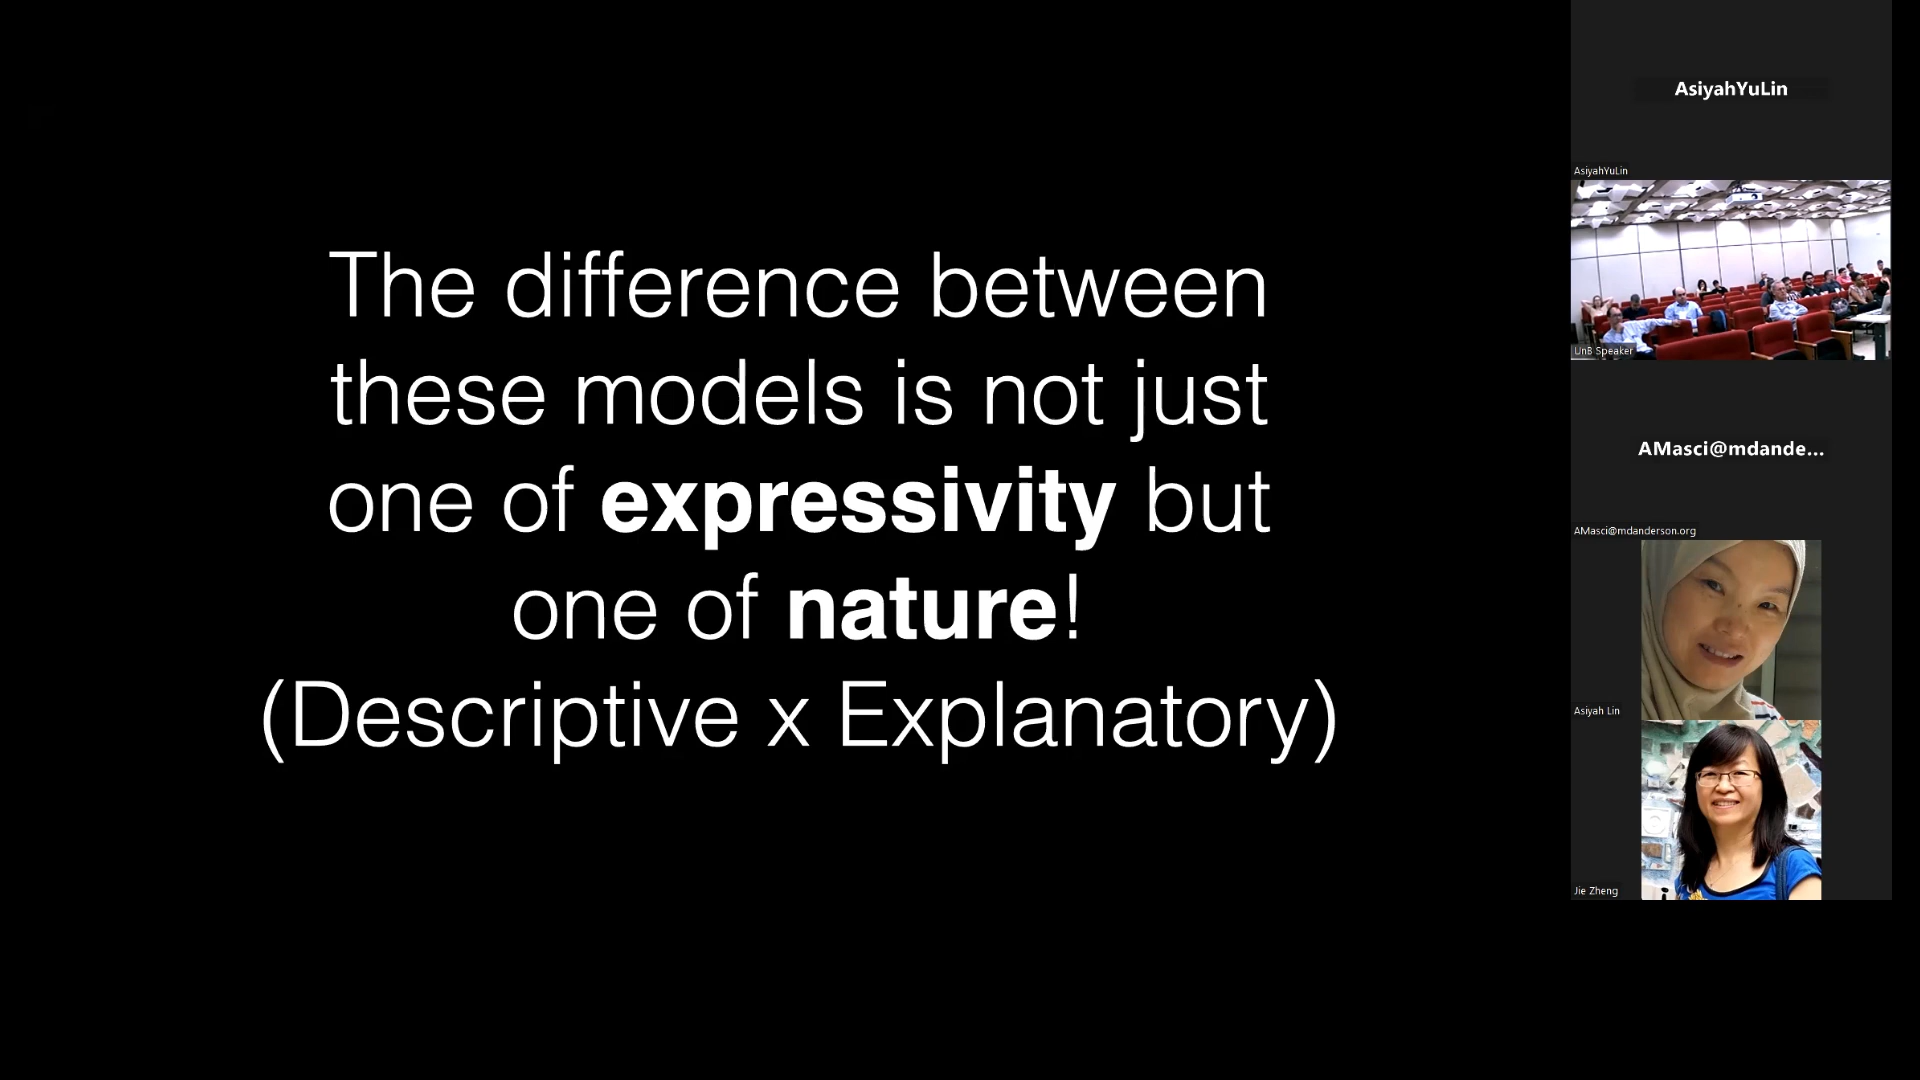 The difference between
these models is not just
one of expressivity but
one of nature!
(Descriptive x Explanatory)
AsiyahYuLin
AsiyahYuLin
UnB Speaker
AMasci@mdande...
AMasci@mdanderson.org
Asiyah Lin
Jie Zheng